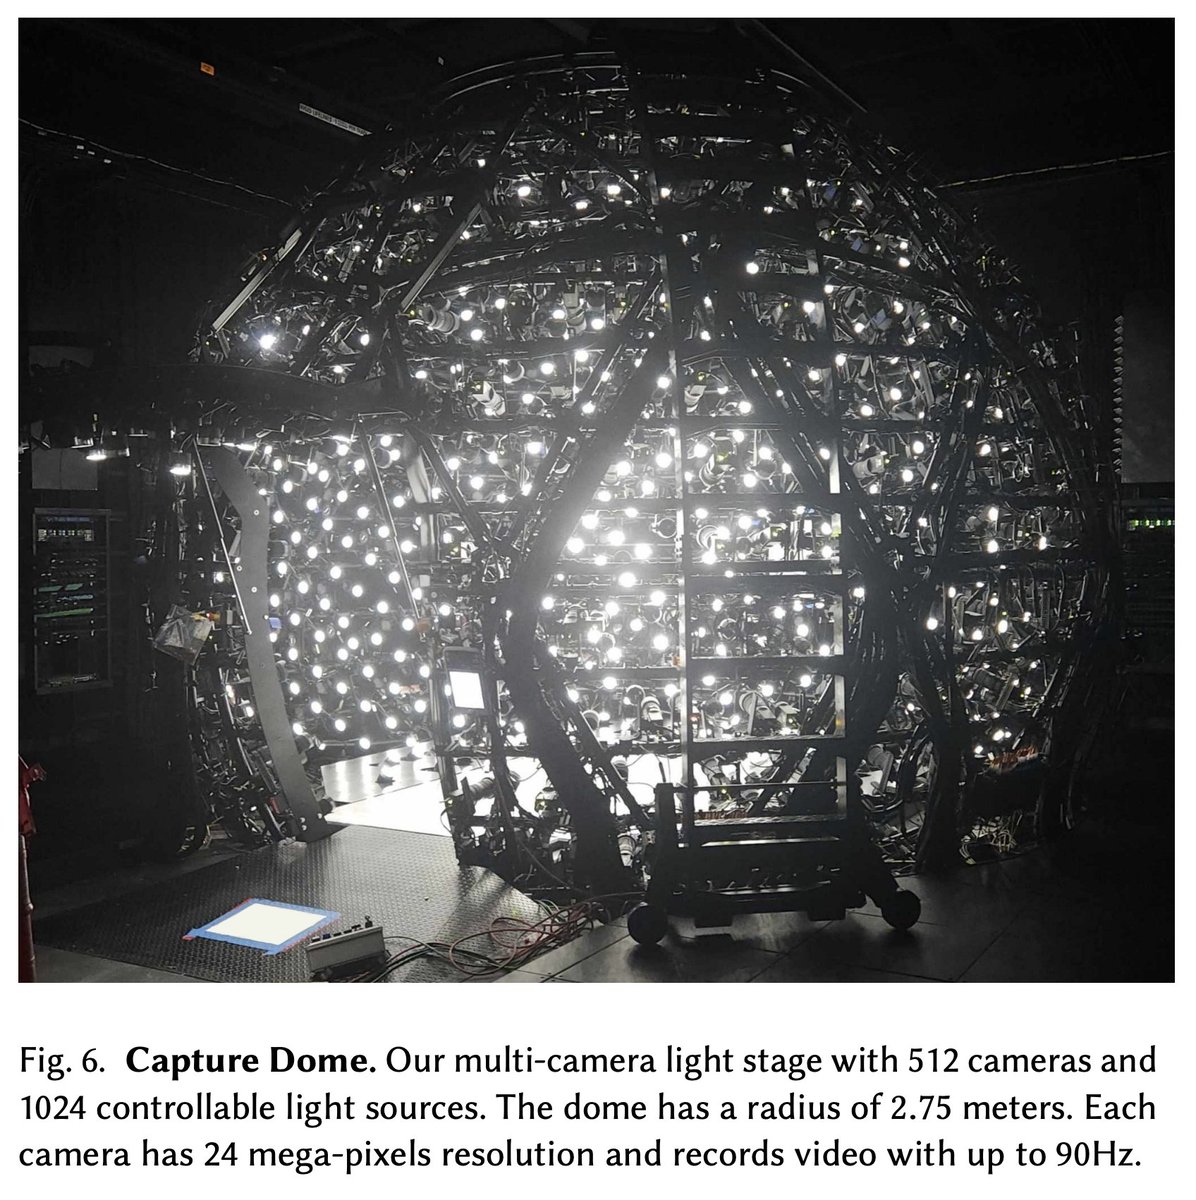 Fig. 6. Capture Dome. Our multi-camera light stage with 512 cameras and
1024 controllable light sources. The dome has a radius of 2.75 meters. Each
camera has 24 mega-pixels resolution and records video with up to 90Hz.